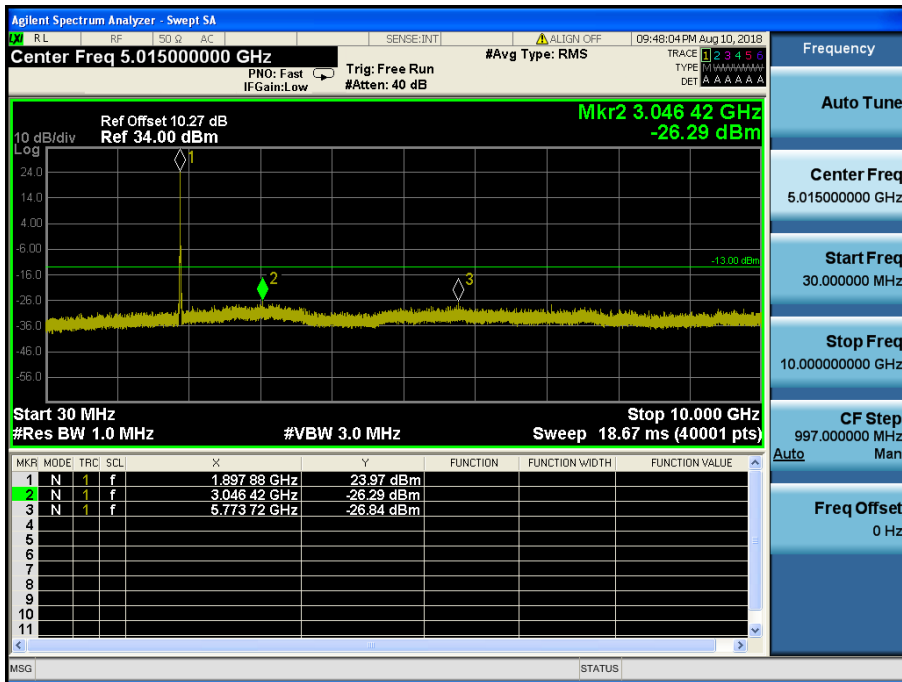 Agilent Spectrum Analyzer - Swept SA
LXI RL RF 50 Ω AC SENSE:INT ALIGN OFF 09:48:04 PM Aug 10, 2018
Center Freq 5.015000000 GHz
PNO: Fast
IFGain:Low
Trig: Free Run
#Atten: 40 dB
#Avg Type: RMS
TRACE 1 2 3 4 5 6
TYPE M WWWWW
DET A A A A A A
Mkr2 3.046 42 GHz
-26.29 dBm
Ref Offset 10.27 dB
10 dB/div Ref 34.00 dBm
Log
1
24.0
14.0
4.00
-6.00
-13.00 dBm
-16.0
2
3
-26.0
-36.0
-46.0
-56.0
Start 30 MHz Stop 10.000 GHz
#Res BW 1.0 MHz #VBW 3.0 MHz Sweep 18.67 ms (40001 pts)
MKR MODE TRC SCL X Y FUNCTION FUNCTION WIDTH FUNCTION VALUE
1 N 1 f 1.897 88 GHz 23.97 dBm
2 N 1 f 3.046 42 GHz -26.29 dBm
3 N 1 f 5.773 72 GHz -26.84 dBm
4
5
6
7
8
9
10
11
MSG STATUS
Frequency
Auto Tune
Center Freq
5.015000000 GHz
Start Freq
30.000000 MHz
Stop Freq
10.000000000 GHz
CF Step
997.000000 MHz
Auto Man
Freq Offset
0 Hz